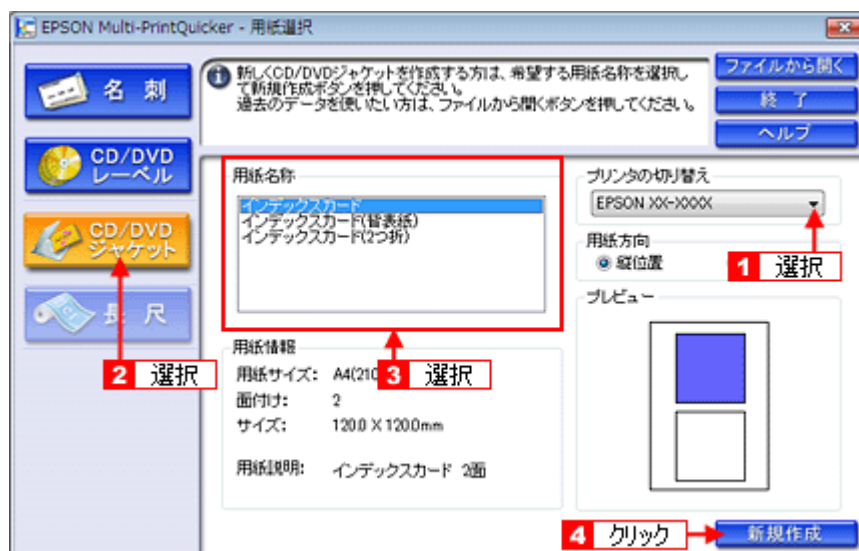 EPSON Multi-PrintQuicker - 用紙選択
名 刺
CD/DVD
レーベル
CD/DVD
ジャケット
2 選択
長 尺
新しくCD/DVDジャケットを作成する方は、希望する用紙名称を選択し
て新規作成ボタンを押してください。
過去のデータを使いたい方は、ファイルから開くボタンを押してください。
ファイルから開く
終 了
ヘルプ
用紙名称
インデックスカード
インデックスカード(背表紙)
インデックスカード(2つ折)
3 選択
プリンタの切り替え
EPSON XX-XXXX
1 選択
用紙方向
縦位置
プレビュー
用紙情報
用紙サイズ: A4(210
面付け: 2
サイズ: 120.0 X 120.0mm
用紙説明: インデックスカード 2面
4 クリック
新規作成